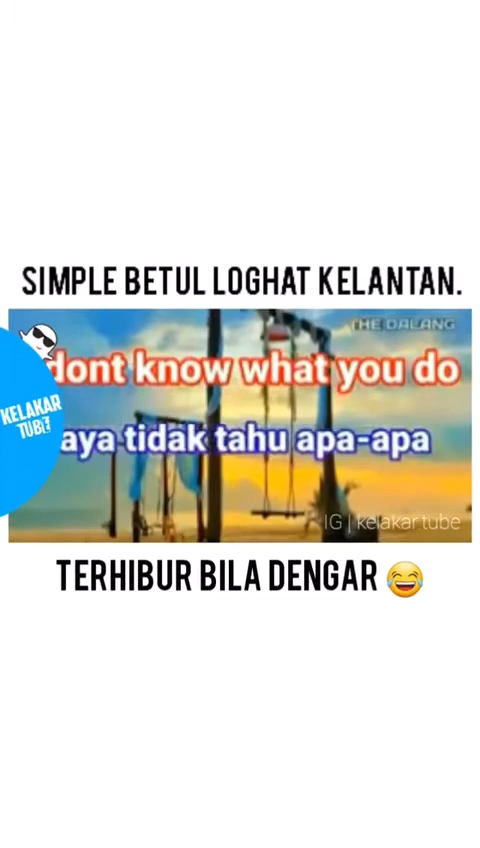 SIMPLE BETUL LOGHAT KELANTAN.
THE DALANG
dont know what you do
KELAKAR
TUBE
aya tidak tahu apa-apa
IG | kelakar tube
TERHIBUR BILA DENGAR 😂